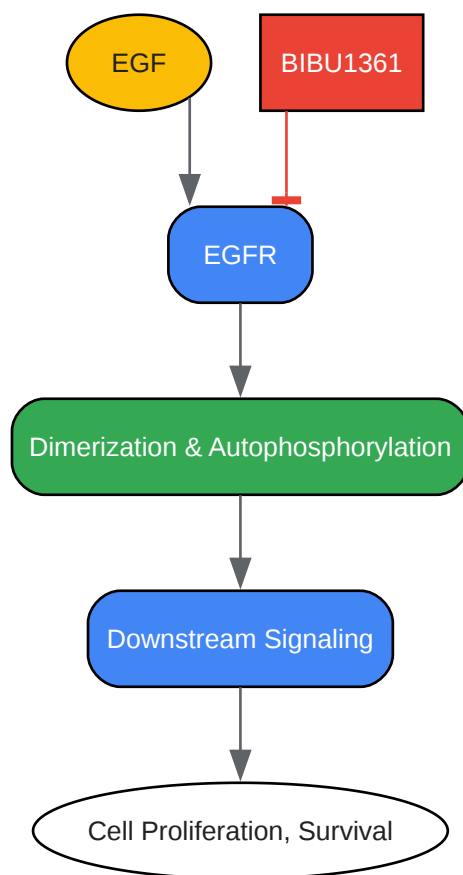 EGF
BIBU1361
EGFR
Dimerization & Autophosphorylation
Downstream Signaling
Cell Proliferation, Survival